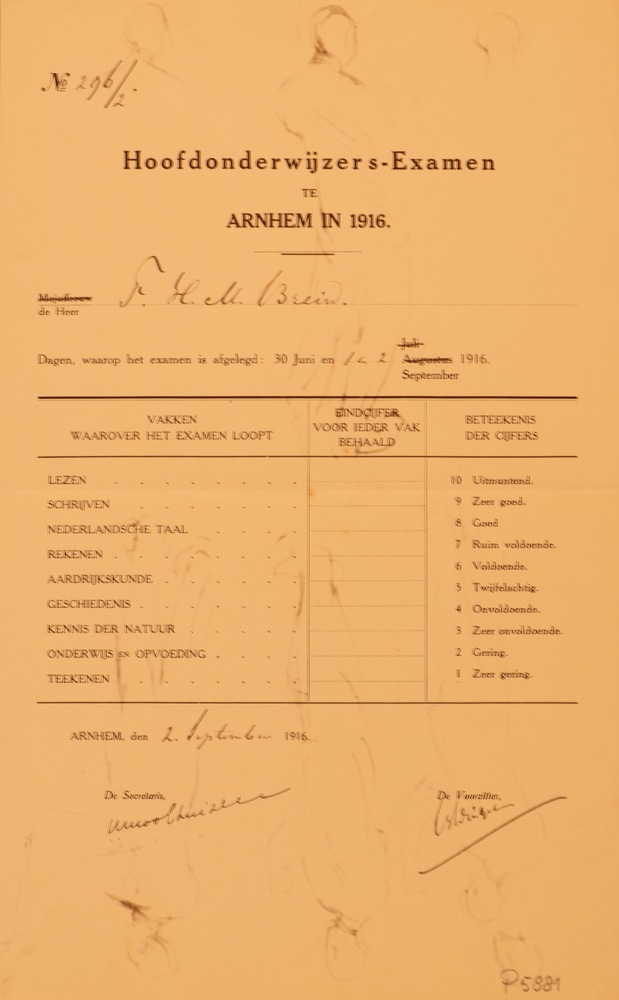 No 296/2.
Hoofdonderwijzers-Examen
TE
ARNHEM IN 1916.
Mejuffrouw
de Heer F. H. M. Brein.
Juli
Dagen, waarop het examen is afgelegd: 30 Juni en 1 & 2 Augustus 1916.
September
VAKKEN WAAROVER HET EXAMEN LOOPT
EINDCIJFER VOOR IEDER VAK BEHAALD
BETEEKENIS DER CIJFERS
LEZEN
SCHRIJVEN
NEDERLANDSCHE TAAL
REKENEN
AARDRIJKSKUNDE
GESCHIEDENIS
KENNIS DER NATUUR
ONDERWIJS EN OPVOEDING
TEEKENEN
10 Uitmuntend.
9 Zeer goed.
8 Goed
7 Ruim voldoende.
6 Voldoende.
5 Twijfelachtig.
4 Onvoldoende.
3 Zeer onvoldoende.
2 Gering.
1 Zeer gering.
ARNHEM, den 2 September 1916.
De Secretaris,
De Voorzitter,
P5881